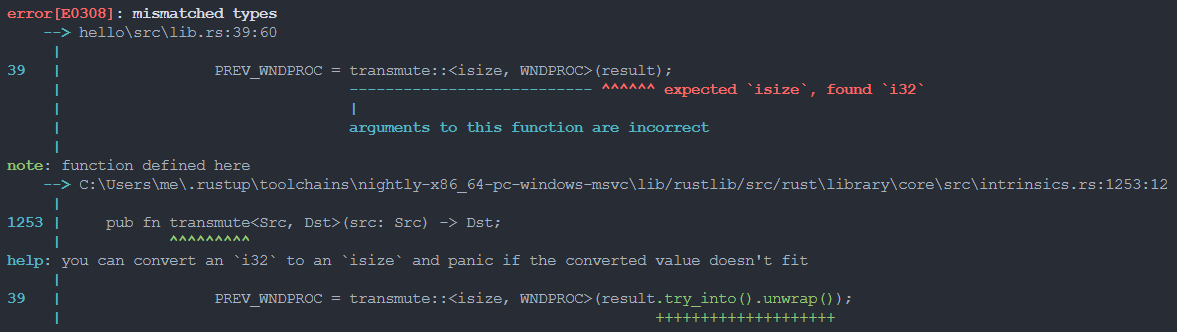 error[E0308]: mismatched types
    --> hello\src\lib.rs:39:60
     |
39   |                 PREV_WNDPROC = transmute::<isize, WNDPROC>(result);
     |                                --------------------------- ^^^^^^ expected `isize`, found `i32`
     |                                |
     |                                arguments to this function are incorrect
     |
note: function defined here
    --> C:\Users\me\.rustup\toolchains\nightly-x86_64-pc-windows-msvc\lib/rustlib/src/rust\library\core\src\intrinsics.rs:1253:12
     |
1253 |     pub fn transmute<Src, Dst>(src: Src) -> Dst;
     |            ^^^^^^^^^
help: you can convert an `i32` to an `isize` and panic if the converted value doesn't fit
     |
39   |                 PREV_WNDPROC = transmute::<isize, WNDPROC>(result.try_into().unwrap());
     |                                                                  ++++++++++++++++++++